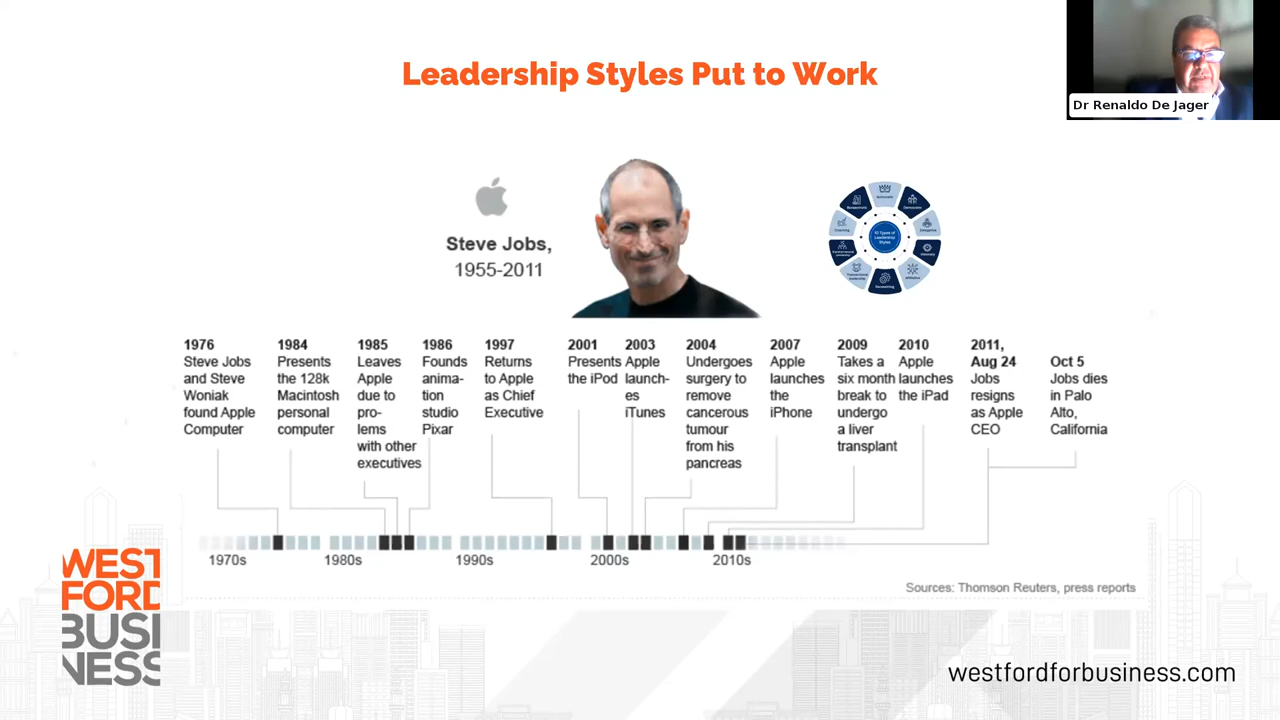 Leadership Styles Put to Work
Dr Renaldo De Jager
Steve Jobs,
1955-2011
10 Types of
Leadership
Styles
1976
Steve Jobs
and Steve
Woniak
found Apple
Computer
1984
Presents
the 128k
Macintosh
personal
computer
1985
Leaves
Apple
due to
pro-
lems
with other
executives
1986
Founds
anima-
tion
studio
Pixar
1997
Returns
to Apple
as Chief
Executive
2001
Presents
the iPod
2003
Apple
launch-
es
iTunes
2004
Undergoes
surgery to
remove
cancerous
tumour
from his
pancreas
2007
Apple
launches
the
iPhone
2009
Takes a
six month
break to
undergo
a liver
transplant
2010
Apple
launches
the iPad
2011,
Aug 24
Jobs
resigns
as Apple
CEO
Oct 5
Jobs dies
in Palo
Alto,
California
1970s
1980s
1990s
2000s
2010s
Sources: Thomson Reuters, press reports
WEST
FORD
BUSI
NESS
westfordforbusiness.com